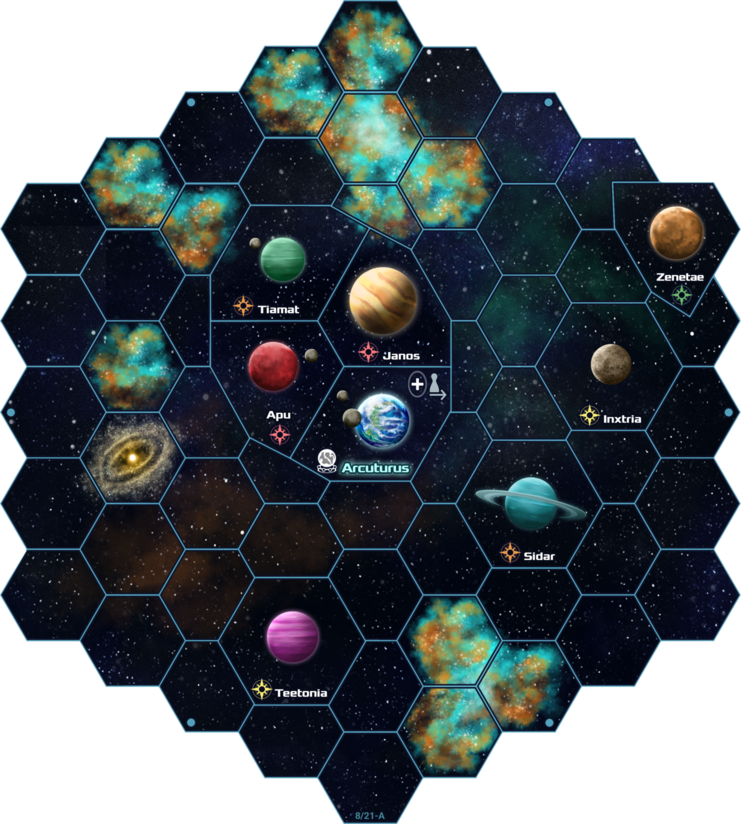 Zenetae
Tiamat
Janos
Apu
Inxtria
Arcuturus
Sidar
Teetonia
8/21-A